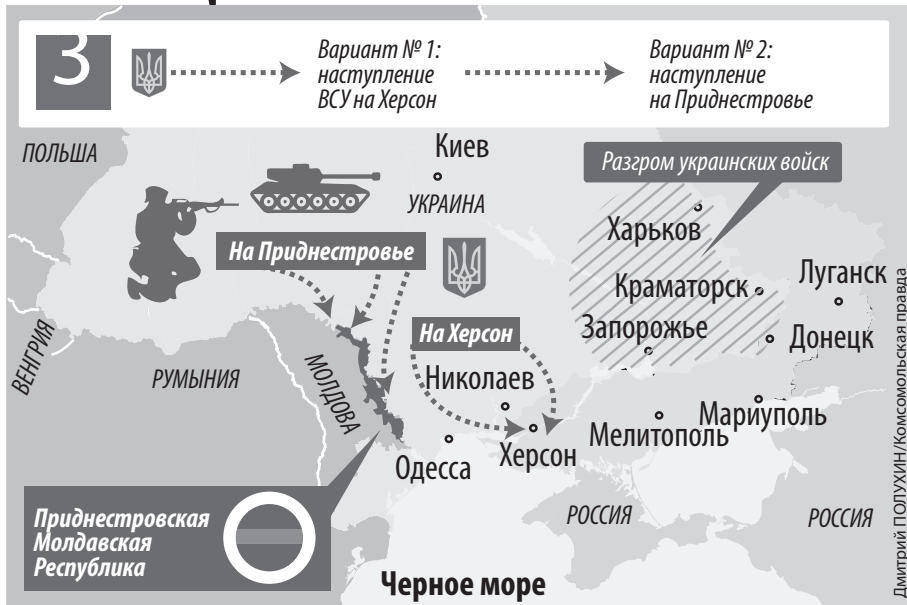 3
Вариант № 1:
наступление
ВСУ на Херсон
Вариант № 2:
наступление
на Приднестровье
ПОЛЬША
Киев
УКРАИНА
Разгром украинских войск
На Приднестровье
Харьков
Краматорск
Луганск
Запорожье
Донецк
ВЕНГРИЯ
РУМЫНИЯ
МОЛДОВА
На Херсон
Николаев
Мариуполь
Мелитополь
Херсон
Одесса
Приднестровская
Молдавская
Республика
РОССИЯ
РОССИЯ
Черное море
Дмитрий ПОЛУХИН/Комсомольская правда